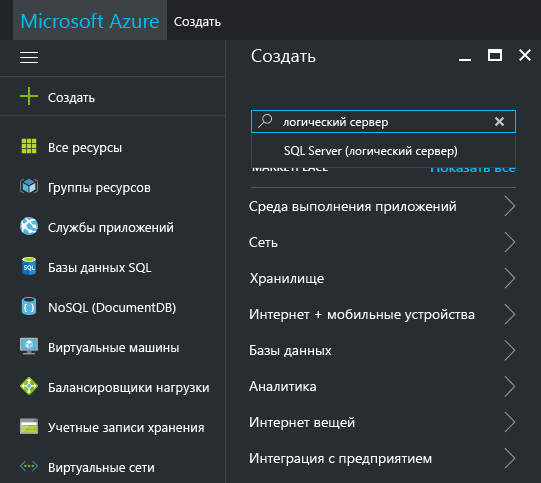 Microsoft Azure Создать
Создать
Все ресурсы
Группы ресурсов
Службы приложений
Базы данных SQL
NoSQL (DocumentDB)
Виртуальные машины
Балансировщики нагрузки
Учетные записи хранения
Виртуальные сети
Создать
логический сервер
SQL Server (логический сервер)
MARKETPLACE Показать все
Среда выполнения приложений
Сеть
Хранилище
Интернет + мобильные устройства
Базы данных
Аналитика
Интернет вещей
Интеграция с предприятием